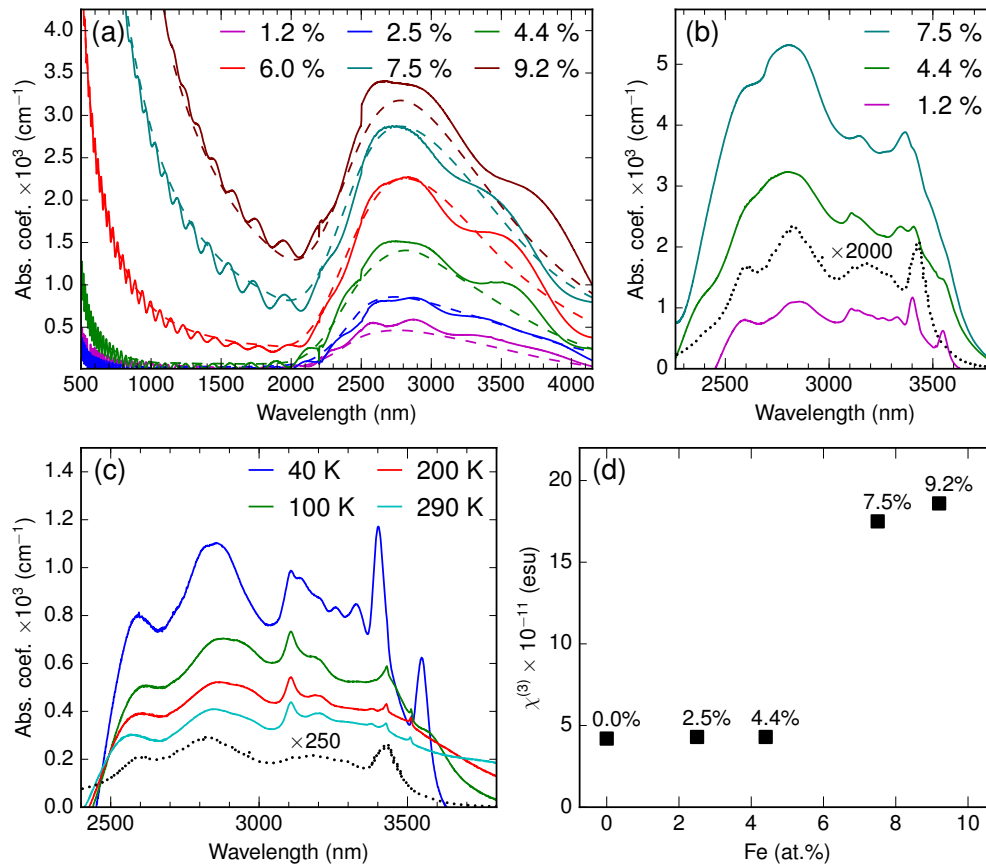 (a)
1.2 % 2.5 % 4.4 %
6.0 % 7.5 % 9.2 %
Abs. coef. ×10³ (cm⁻¹)
4.0
3.5
3.0
2.5
2.0
1.5
1.0
0.5
500 1000 1500 2000 2500 3000 3500 4000
Wavelength (nm)
(b)
7.5 %
4.4 %
1.2 %
×2000
Abs. coef. ×10³ (cm⁻¹)
5
4
3
2
1
0
2500 3000 3500
Wavelength (nm)
(c)
40 K 200 K
100 K 290 K
×250
Abs. coef. ×10³ (cm⁻¹)
1.4
1.2
1.0
0.8
0.6
0.4
0.2
0.0
2500 3000 3500
Wavelength (nm)
(d)
9.2%
7.5%
0.0% 2.5% 4.4%
χ⁽³⁾ × 10⁻¹¹ (esu)
20
15
10
5
0
0 2 4 6 8 10
Fe (at.%)